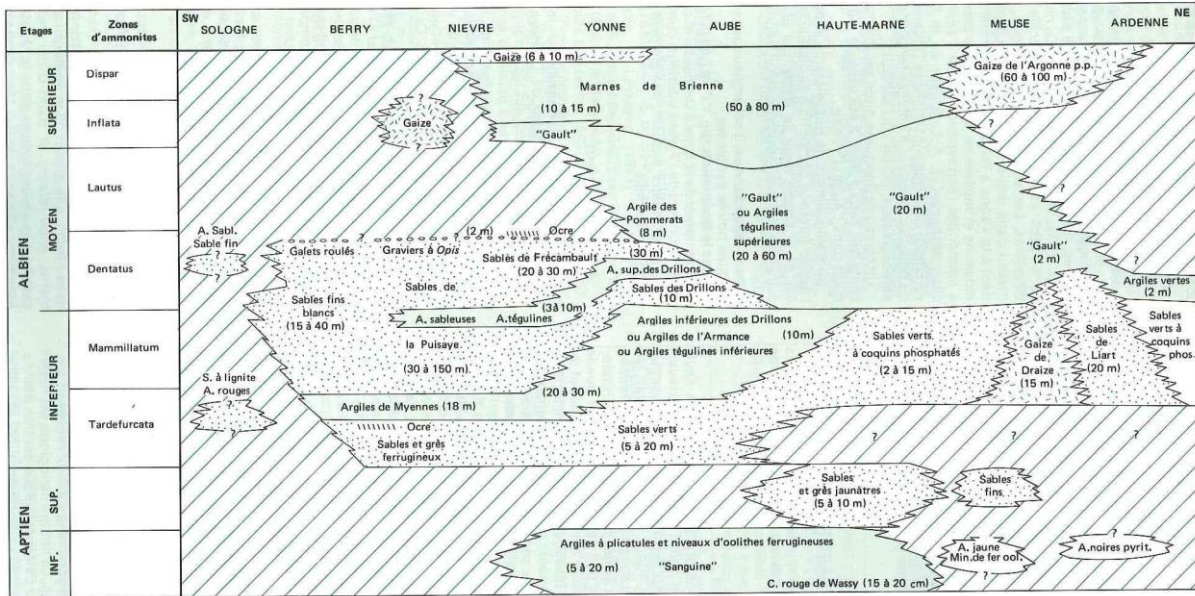 Etages
Zones d'ammonites
SW
SOLOGNE
BERRY
NIEVRE
YONNE
AUBE
HAUTE-MARNE
MEUSE
ARDENNE
NE
ALBIEN
SUPERIEUR
MOYEN
INFERIEUR
APTIEN
SUP.
INF.
Dispar
Inflata
Lautus
Dentatus
Mammillatum
Tardefurcata
Gaize (6 à 10 m)
Gaize de l'Argonne p.p.
(60 à 100 m)
Marnes de Brienne
(10 à 15 m)
(50 à 80 m)
?
Gaize
?
"Gault"
?
"Gault"
ou Argiles
tégulines
supérieures
(20 à 60 m)
"Gault"
(20 m)
?
Argile des
Pommerats
(8 m)
A. Sabl.
Sable fin
?
?
?
?
(2 m)
Ocre
Galets roulés
Graviers à Opis
Sables de Frécambault
(20 à 30 m)
(30 m)
"Gault"
(2 m)
?
A. sup. des Drillons
Sables de
Sables des Drillons
(10 m)
Argiles vertes
(2 m)
Sables fins
blancs
(15 à 40 m)
(3à10m)
A. sableuses
A. tégulines
Argiles inférieures des Drillons
ou Argiles de l'Armance
ou Argiles tégulines inférieures
(10m)
Sables verts
à coquins phosphatés
(2 à 15 m)
Gaize
de
Draize
(15 m)
Sables
de
Liart
(20 m)
Sables
verts à
coquins
phos.
la Puisaye
(30 à 150 m)
S. à lignite
A. rouges
?
?
(20 à 30 m)
Argiles de Myennes (18 m)
Ocre
Sables et grès
ferrugineux
Sables verts
(5 à 20 m)
?
?
?
Sables
et grès jaunâtres
(5 à 10 m)
Sables
fins
Argiles à plicatules et niveaux d'oolithes ferrugineuses
(5 à 20 m)
"Sanguine"
C. rouge de Wassy (15 à 20 cm)
A. jaune
Min.de fer ool.
?
?
A.noires pyrit.